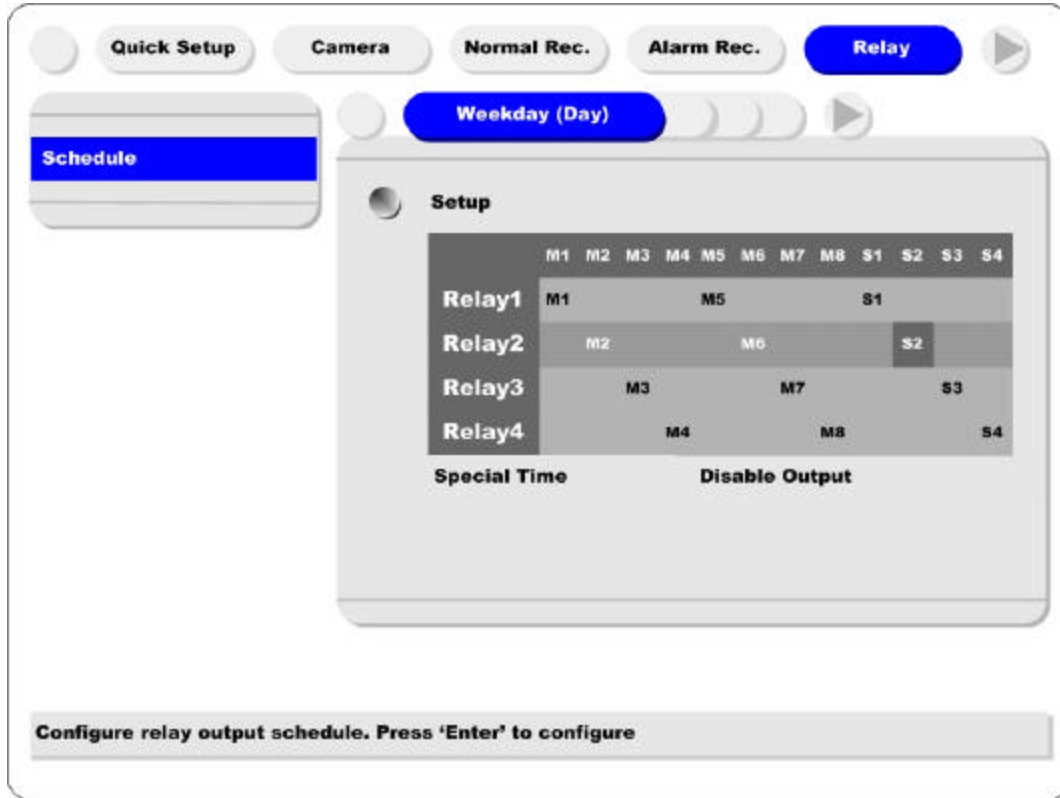 Quick Setup Camera Normal Rec. Alarm Rec. Relay
Weekday (Day)
Schedule
Setup
M1 M2 M3 M4 M5 M6 M7 M8 S1 S2 S3 S4
Relay1 M1 M5 S1
Relay2 M2 M6 S2
Relay3 M3 M7 S3
Relay4 M4 M8 S4
Special Time Disable Output
Configure relay output schedule. Press ‘Enter’ to configure